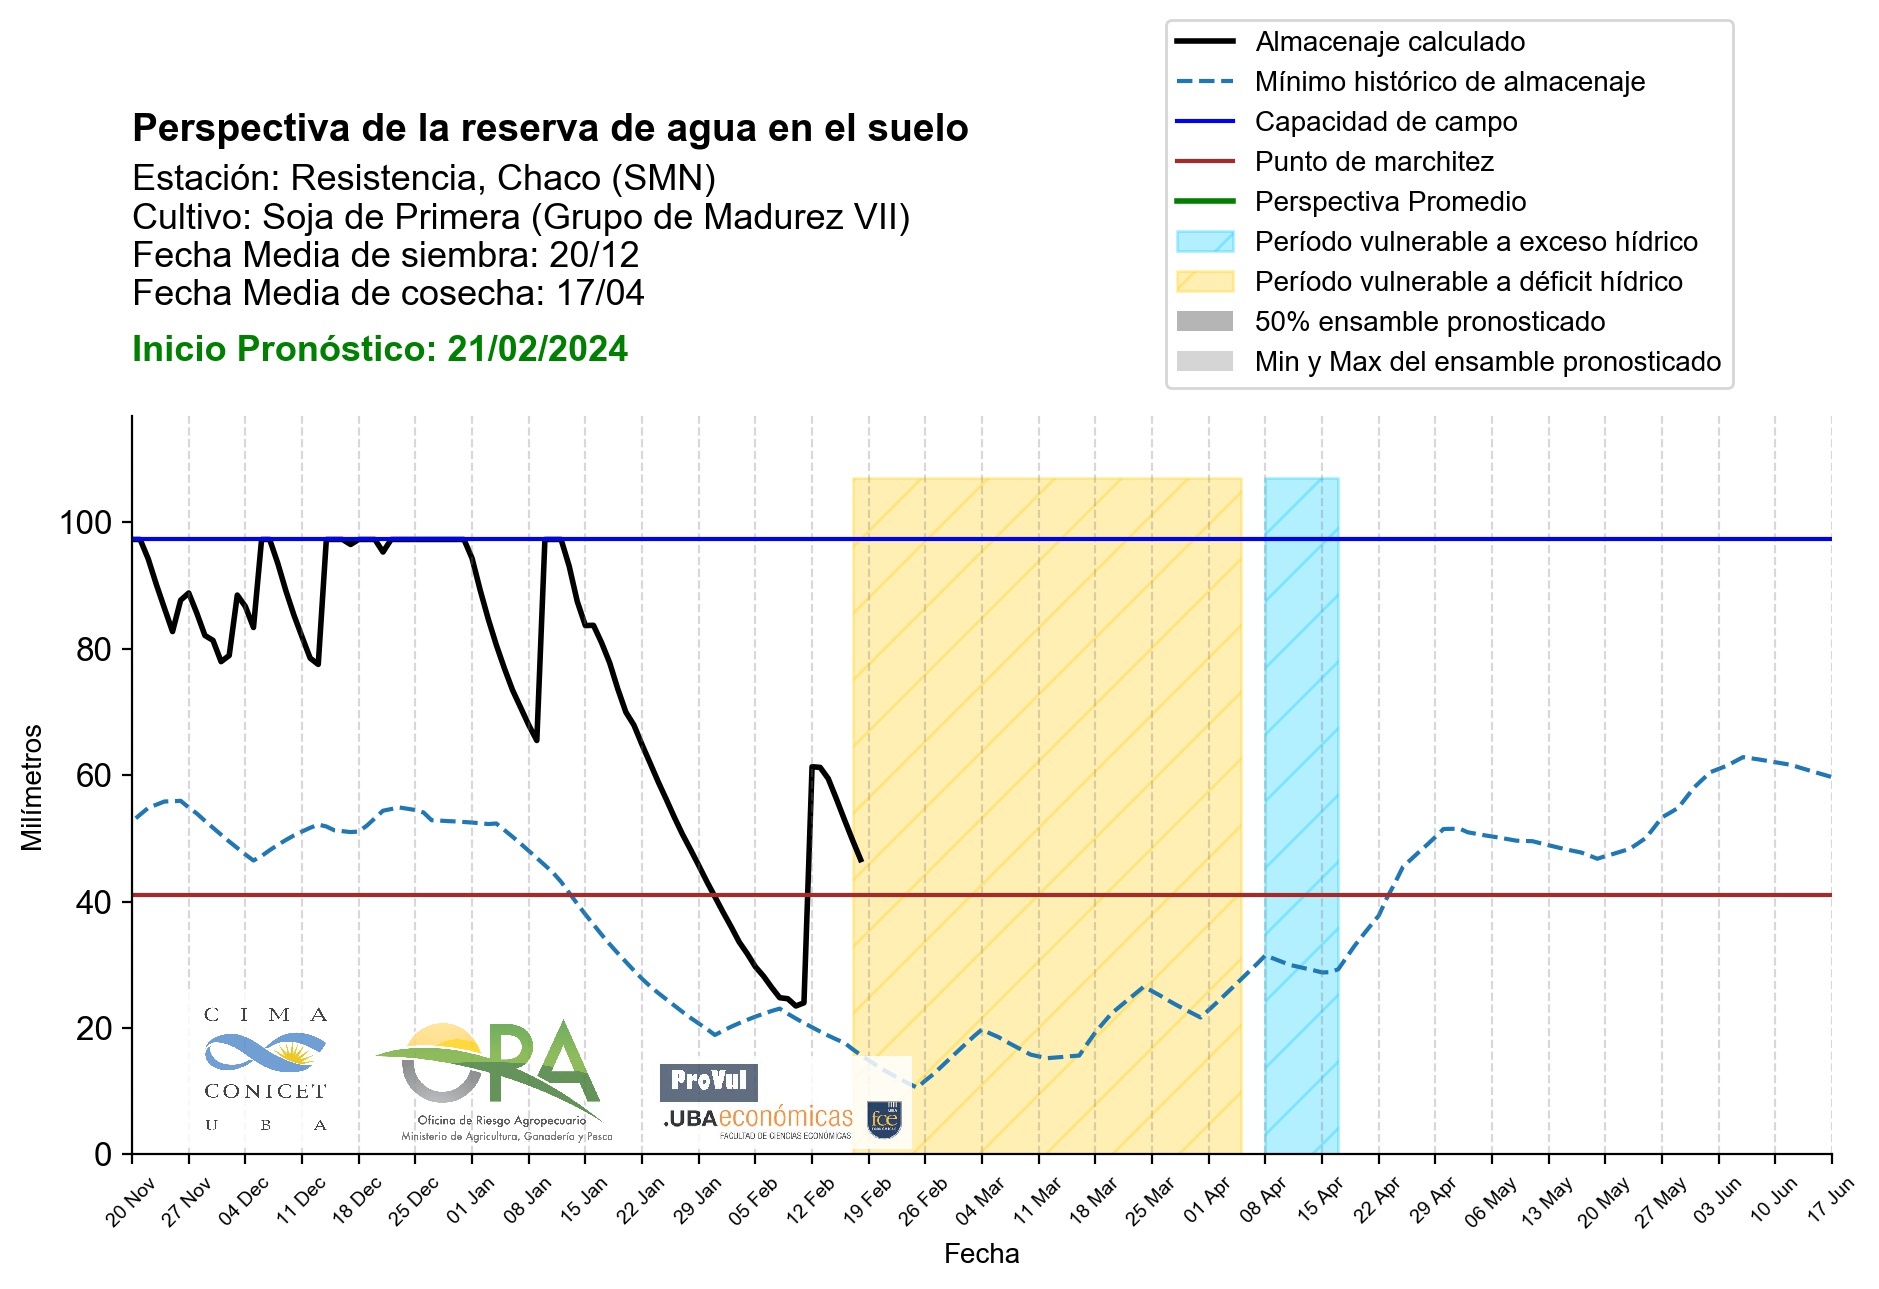 Almacenaje calculado
Mínimo histórico de almacenaje
Capacidad de campo
Punto de marchitez
Perspectiva Promedio
Período vulnerable a exceso hídrico
Período vulnerable a déficit hídrico
50% ensamble pronosticado
Min y Max del ensamble pronosticado
Perspectiva de la reserva de agua en el suelo
Estación: Resistencia, Chaco (SMN)
Cultivo: Soja de Primera (Grupo de Madurez VII)
Fecha Media de siembra: 20/12
Fecha Media de cosecha: 17/04
Inicio Pronóstico: 21/02/2024
Milímetros
100
80
60
40
20
0
CIMA
CONICET
UBA
ORA
Oficina de Riesgo Agropecuario
Ministerio de Agricultura, Ganadería y Pesca
ProVul
.UBAeconómicas
FACULTAD DE CIENCIAS ECONÓMICAS
UBA
fce
ECONÓMICAS
20 Nov
27 Nov
04 Dec
11 Dec
18 Dec
25 Dec
01 Jan
08 Jan
15 Jan
22 Jan
29 Jan
05 Feb
12 Feb
19 Feb
26 Feb
04 Mar
11 Mar
18 Mar
25 Mar
01 Apr
08 Apr
15 Apr
22 Apr
29 Apr
06 May
13 May
20 May
27 May
03 Jun
10 Jun
17 Jun
Fecha